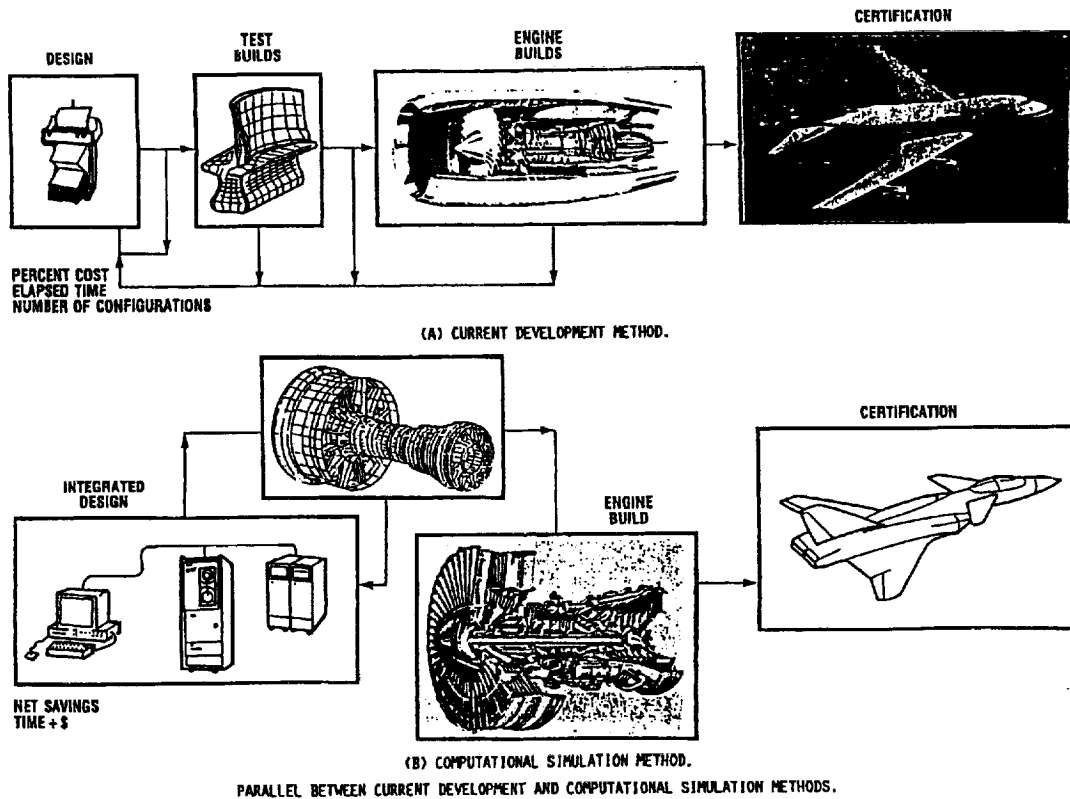 CERTIFICATION
DESIGN
TEST
BUILDS
ENGINE
BUILDS
PERCENT COST
ELAPSED TIME
NUMBER OF CONFIGURATIONS
(A) CURRENT DEVELOPMENT METHOD.
CERTIFICATION
INTEGRATED
DESIGN
ENGINE
BUILD
NET SAVINGS
TIME + $
(B) COMPUTATIONAL SIMULATION METHOD.
PARALLEL BETWEEN CURRENT DEVELOPMENT AND COMPUTATIONAL SIMULATION METHODS.